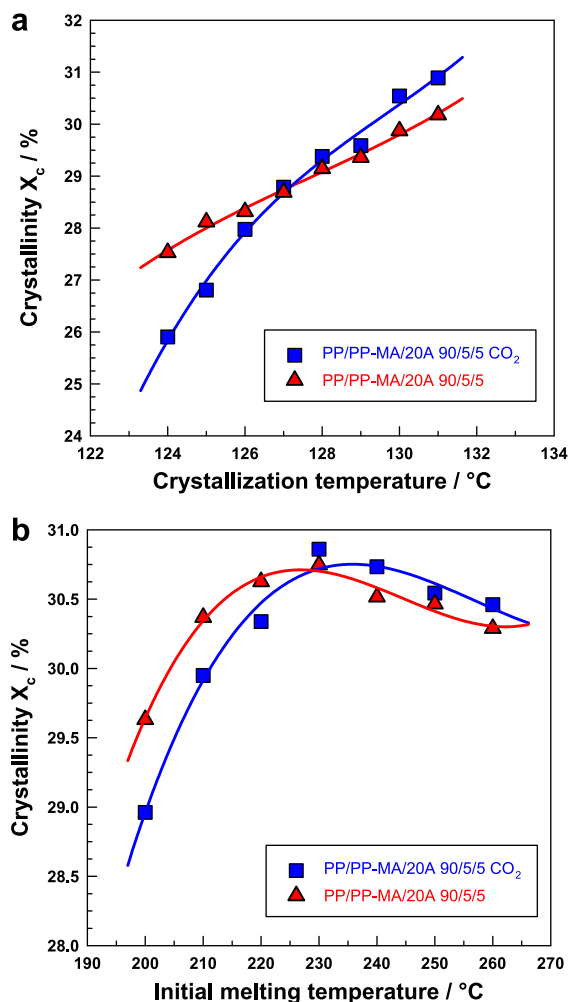 a
32
31
30
29
28
27
26
25
24
Crystallinity X_c / %
PP/PP-MA/20A 90/5/5 CO₂
PP/PP-MA/20A 90/5/5
122 124 126 128 130 132 134
Crystallization temperature / °C
b
31.0
30.5
30.0
29.5
29.0
28.5
28.0
Crystallinity X_c / %
PP/PP-MA/20A 90/5/5 CO₂
PP/PP-MA/20A 90/5/5
190 200 210 220 230 240 250 260 270
Initial melting temperature / °C